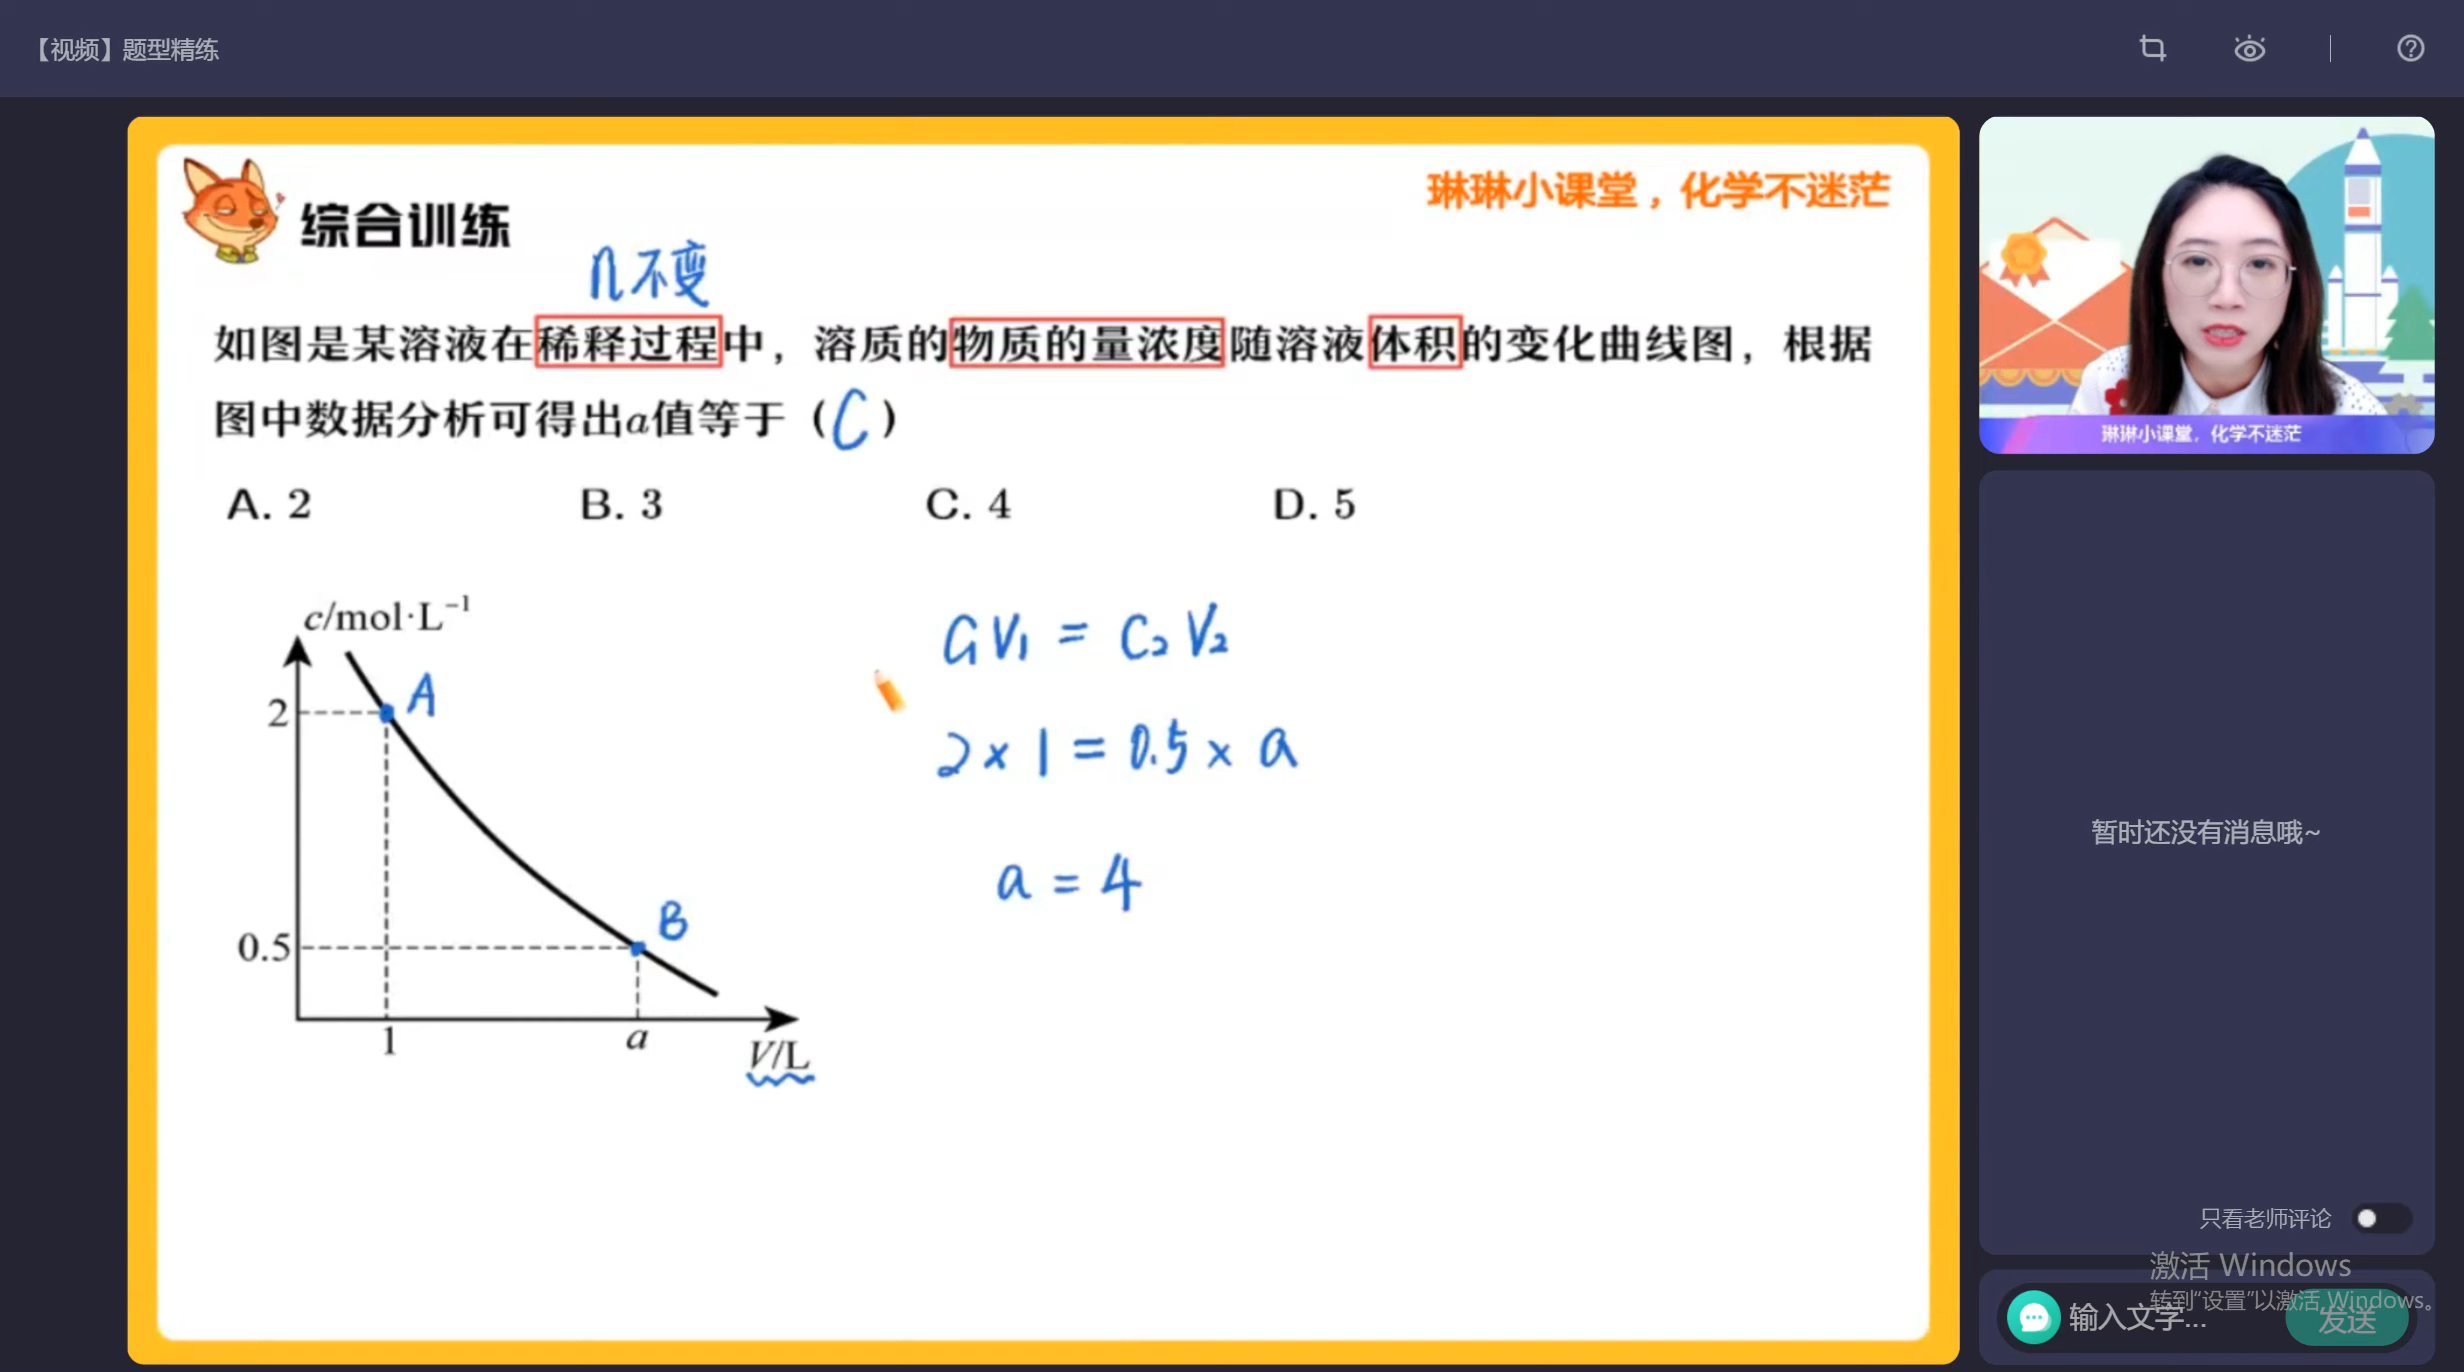 【视频】题型精练
综合训练
琳琳小课堂，化学不迷茫
n不变
如图是某溶液在稀释过程中，溶质的物质的量浓度随溶液体积的变化曲线图，根据
图中数据分析可得出a值等于（C）
A. 2 B. 3 C. 4 D. 5
c/mol·L⁻¹
2
A
0.5
B
1
a
V/L
C₁V₁ = C₂V₂
2 × 1 = 0.5 × a
a = 4
琳琳小课堂，化学不迷茫
暂时还没有消息哦~
只看老师评论
激活 Windows
转到“设置”以激活 Windows。
输入文字...
发送